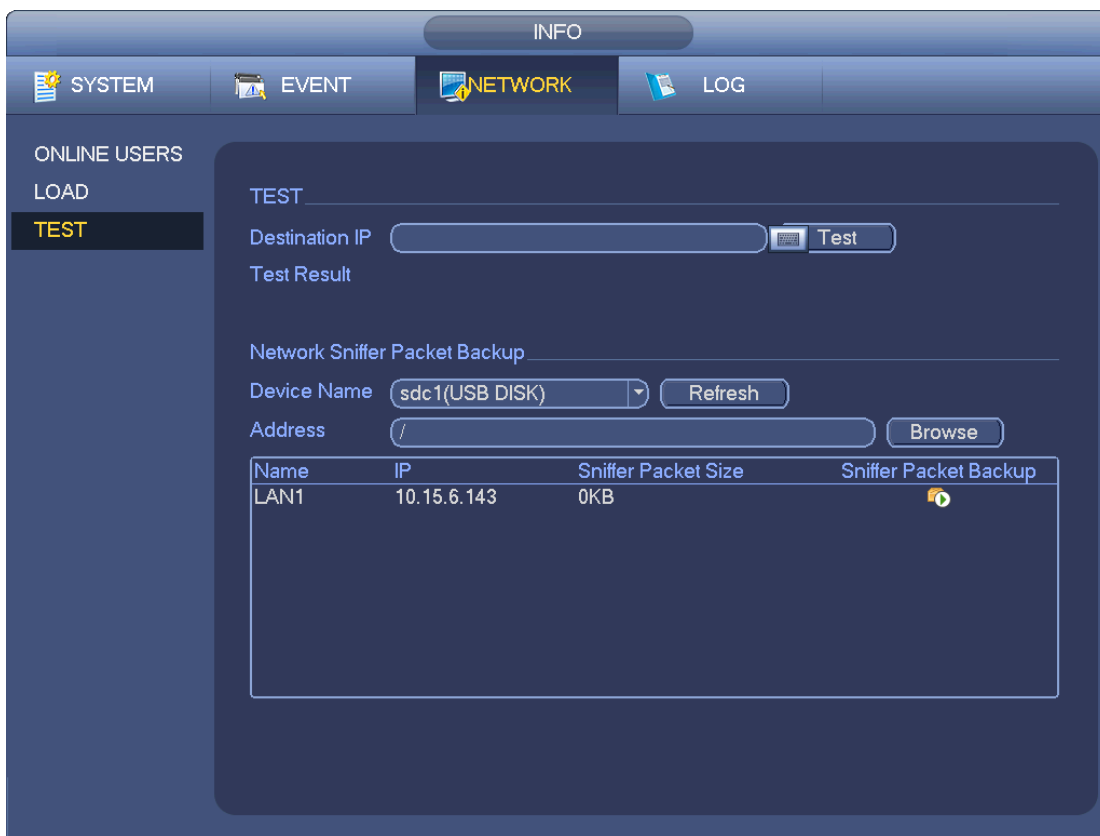 INFO
SYSTEM EVENT NETWORK LOG
ONLINE USERS
LOAD
TEST
TEST
Destination IP Test
Test Result
Network Sniffer Packet Backup
Device Name sdc1(USB DISK) Refresh
Address / Browse
Name IP Sniffer Packet Size Sniffer Packet Backup
LAN1 10.15.6.143 0KB